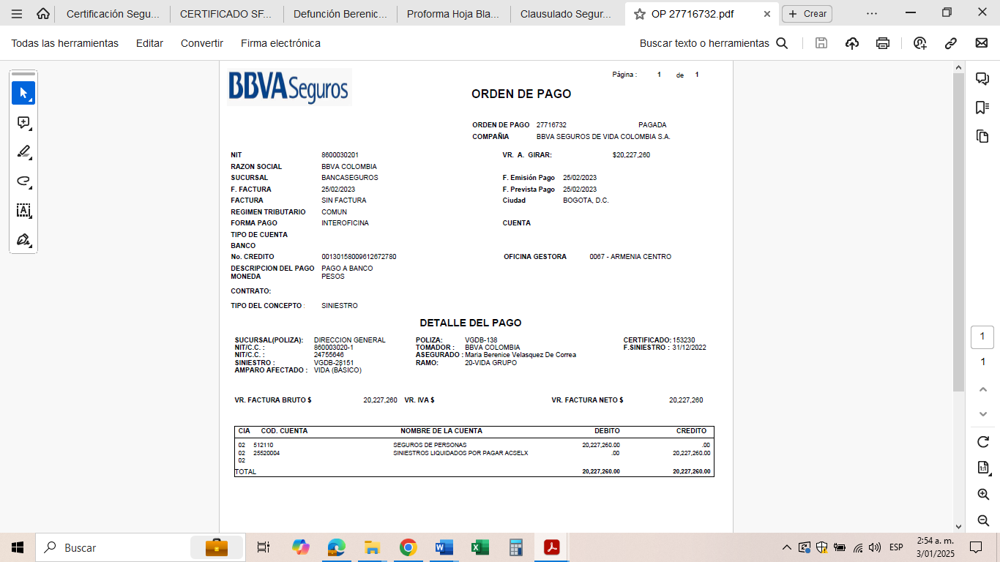 Certificación Segu...
CERTIFICADO SF...
Defunción Berenic...
Proforma Hoja Bla...
Clausulado Segur...
OP 27716732.pdf
Crear
Todas las herramientas
Editar
Convertir
Firma electrónica
Buscar texto o herramientas
BBVA Seguros
Página : 1 de 1
ORDEN DE PAGO
ORDEN DE PAGO 27716732 PAGADA
COMPAÑIA BBVA SEGUROS DE VIDA COLOMBIA S.A.
NIT 8600030201 VR. A. GIRAR: $20,227,260
RAZON SOCIAL BBVA COLOMBIA
SUCURSAL BANCASEGUROS F. Emisión Pago 25/02/2023
F. FACTURA 25/02/2023 F. Prevista Pago 25/02/2023
FACTURA SIN FACTURA Ciudad BOGOTA, D.C.
REGIMEN TRIBUTARIO COMUN
FORMA PAGO INTEROFICINA CUENTA
TIPO DE CUENTA
BANCO
No. CREDITO 00130158009612672780 OFICINA GESTORA 0067 - ARMENIA CENTRO
DESCRIPCION DEL PAGO PAGO A BANCO
MONEDA PESOS
CONTRATO:
TIPO DEL CONCEPTO : SINIESTRO
DETALLE DEL PAGO
SUCURSAL(POLIZA): DIRECCION GENERAL POLIZA: VGDB-138 CERTIFICADO: 153230
NIT/C.C. : 860003020-1 TOMADOR : BBVA COLOMBIA F.SINIESTRO : 31/12/2022
NIT/C.C. : 24755646 ASEGURADO : Maria Berenice Velasquez De Correa
SINIESTRO : VGDB-28151 RAMO: 20-VIDA GRUPO
AMPARO AFECTADO : VIDA (BÁSICO)
VR. FACTURA BRUTO $ 20,227,260 VR. IVA $ VR. FACTURA NETO $ 20,227,260
CIA COD. CUENTA NOMBRE DE LA CUENTA DEBITO CREDITO
02 512110 SEGUROS DE PERSONAS 20,227,260.00 .00
02 25520004 SINIESTROS LIQUIDADOS POR PAGAR ACSELX .00 20,227,260.00
02
TOTAL 20,227,260.00 20,227,260.00
1
1
1:1
Buscar
ESP
2:54 a. m.
3/01/2025